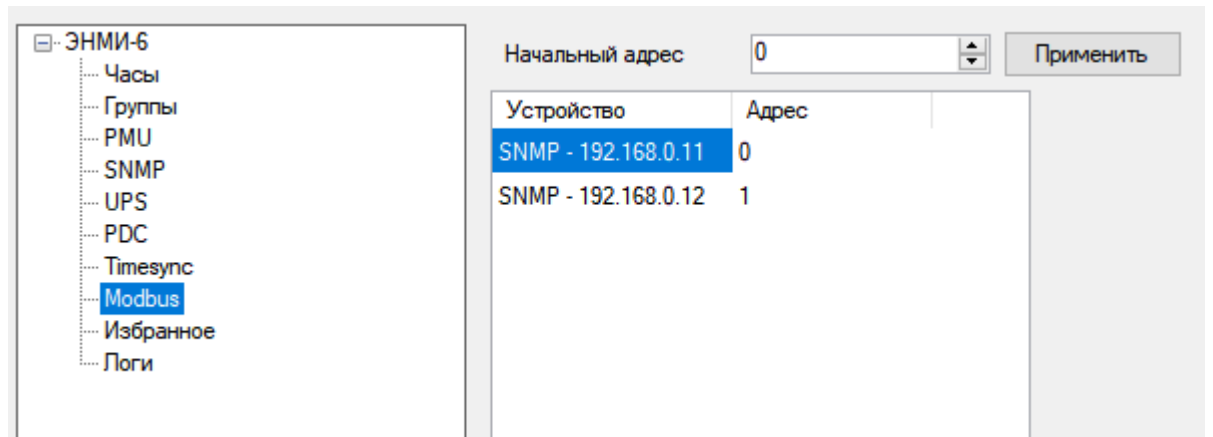 ЭНМИ-6
Часы
Группы
PMU
SNMP
UPS
PDC
Timesync
Modbus
Избранное
Логи
Начальный адрес 0 Применить
Устройство Адрес
SNMP - 192.168.0.11 0
SNMP - 192.168.0.12 1